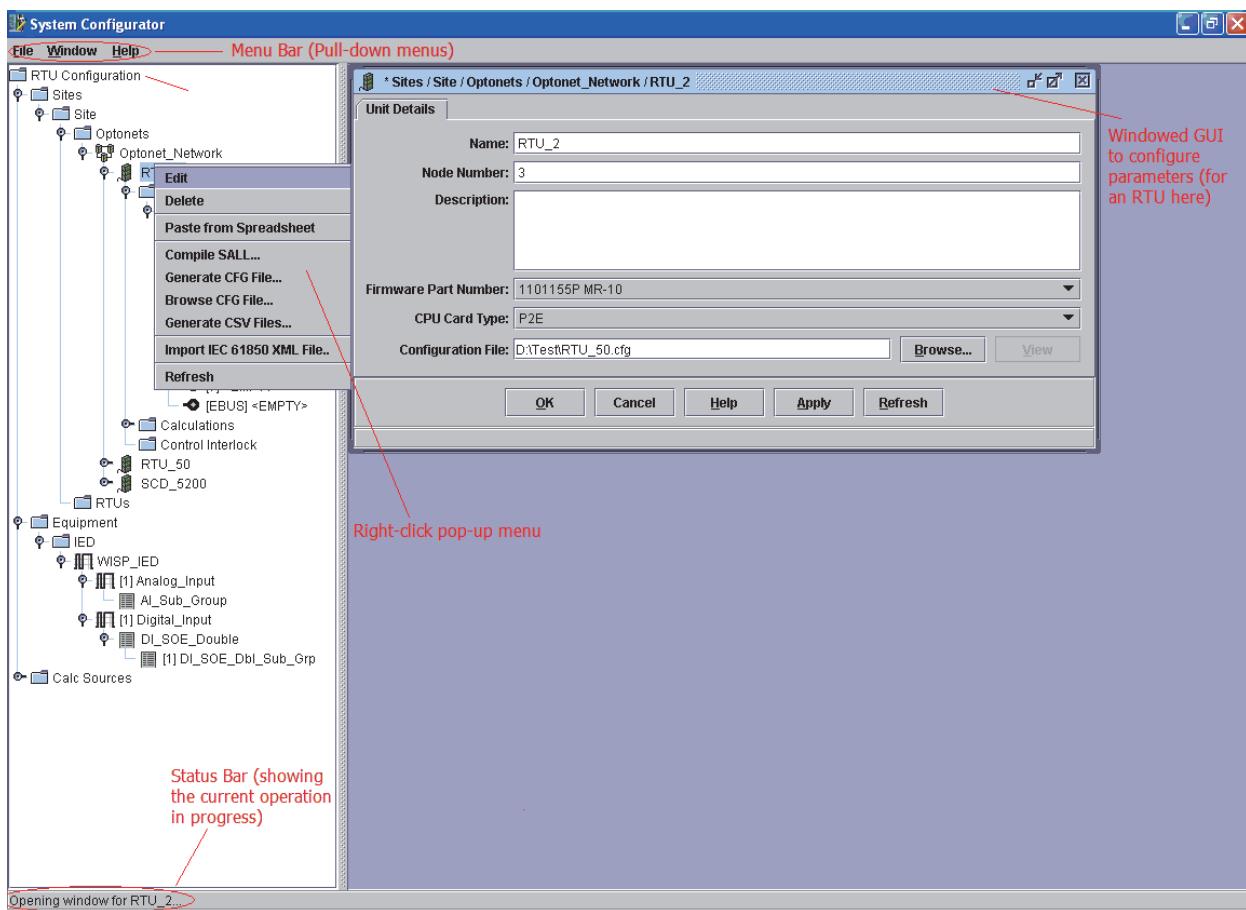 System Configurator
File Window Help
Menu Bar (Pull-down menus)
RTU Configuration
Sites
Site
Optonets
Optonet_Network
Edit
Delete
Paste from Spreadsheet
Compile SALL...
Generate CFG File...
Browse CFG File...
Generate CSV Files...
Import IEC 61850 XML File..
Refresh
[EBUS] <EMPTY>
Calculations
Control Interlock
RTU_50
SCD_5200
RTUs
Equipment
IED
WISP_IED
[1] Analog_Input
AI_Sub_Group
[1] Digital_Input
DI_SOE_Double
[1] DI_SOE_Dbl_Sub_Grp
Calc Sources
* Sites / Site / Optonets / Optonet_Network / RTU_2
Unit Details
Name: RTU_2
Node Number: 3
Description:
Firmware Part Number: 1101155P MR-10
CPU Card Type: P2E
Configuration File: D:\Test\RTU_50.cfg Browse... View
OK Cancel Help Apply Refresh
Windowed GUI
to configure
parameters (for
an RTU here)
Right-click pop-up menu
Status Bar (showing
the current operation
in progress)
Opening window for RTU_2...